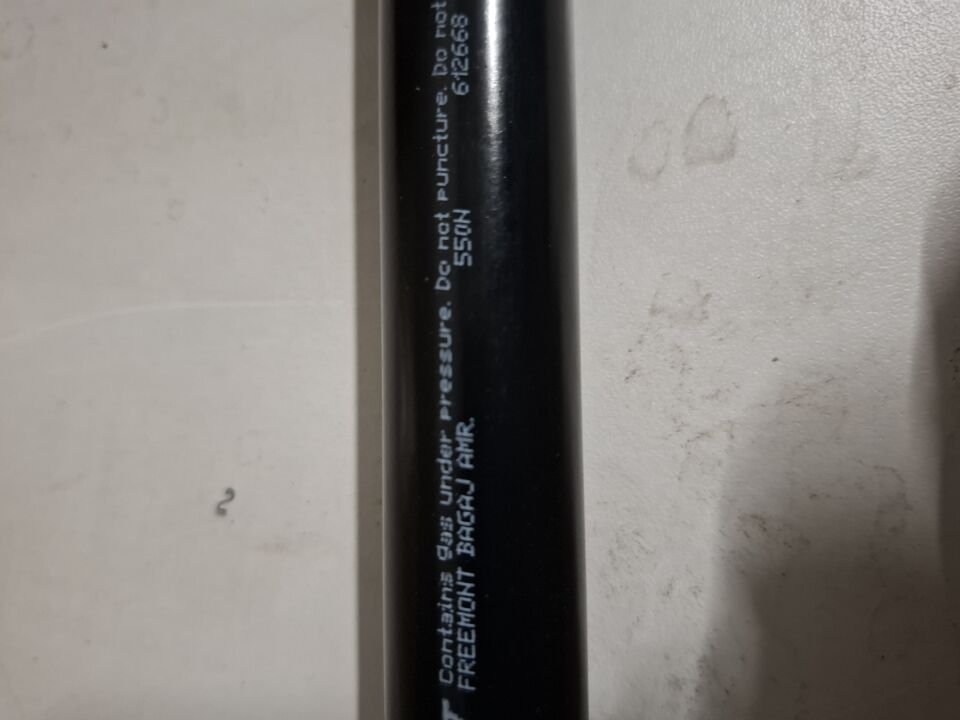 Contains gas under pressure. Do not puncture. Do not
FREEMONT BAGAJ AMR. 550N 612668